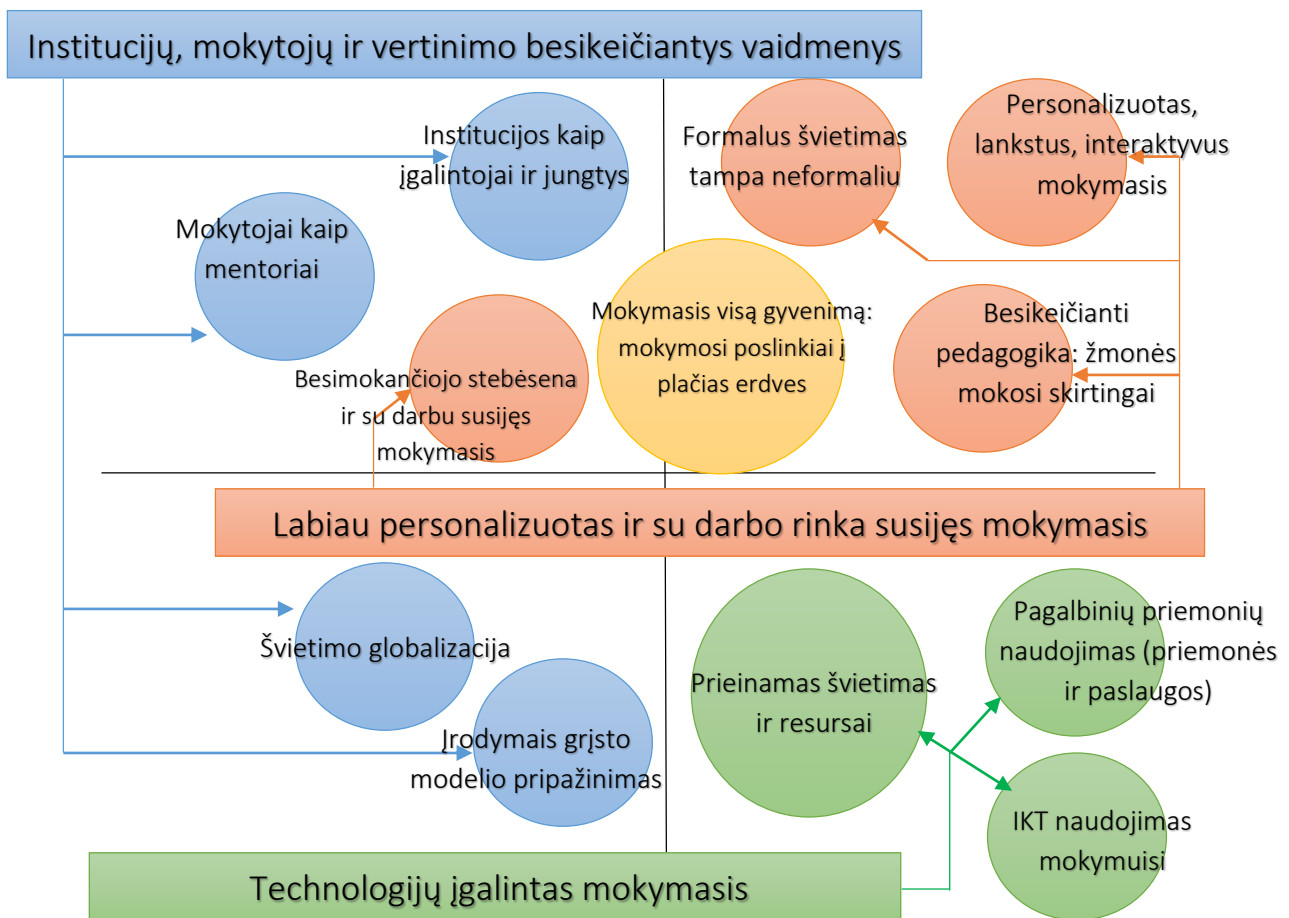 Institucijų, mokytojų ir vertinimo besikeičiantys vaidmenys
Institucijos kaip
įgalintojai ir jungtys
Formalus švietimas
tampa neformaliu
Personalizuotas,
lankstus, interaktyvus
mokymasis
Mokytojai kaip
mentoriai
Besimokančiojo stebėsena
ir su darbu susijęs
mokymasis
Mokymasis visą gyvenimą:
mokymosi poslinkiai į
plačias erdves
Besikeičianti
pedagogika: žmonės
mokosi skirtingai
Labiau personalizuotas ir su darbo rinka susijęs mokymasis
Švietimo globalizacija
Įrodymais grįsto
modelio pripažinimas
Prieinamas švietimas
ir resursai
Pagalbinių priemonių
naudojimas (priemonės
ir paslaugos)
IKT naudojimas
mokymuisi
Technologijų įgalintas mokymasis